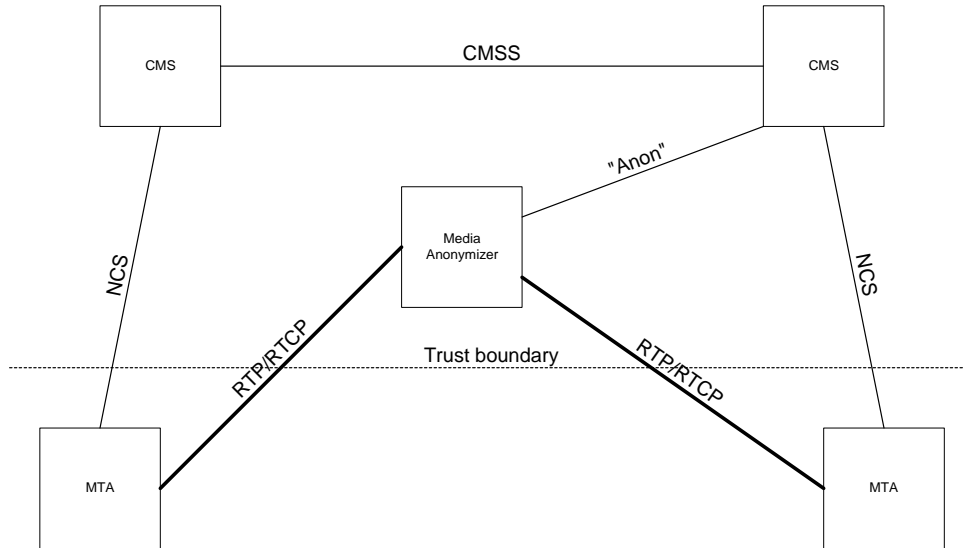 CMS
CMSS
CMS
"Anon"
Media
Anonymizer
NCS
NCS
RTP/RTCP
Trust boundary
RTP/RTCP
MTA
MTA